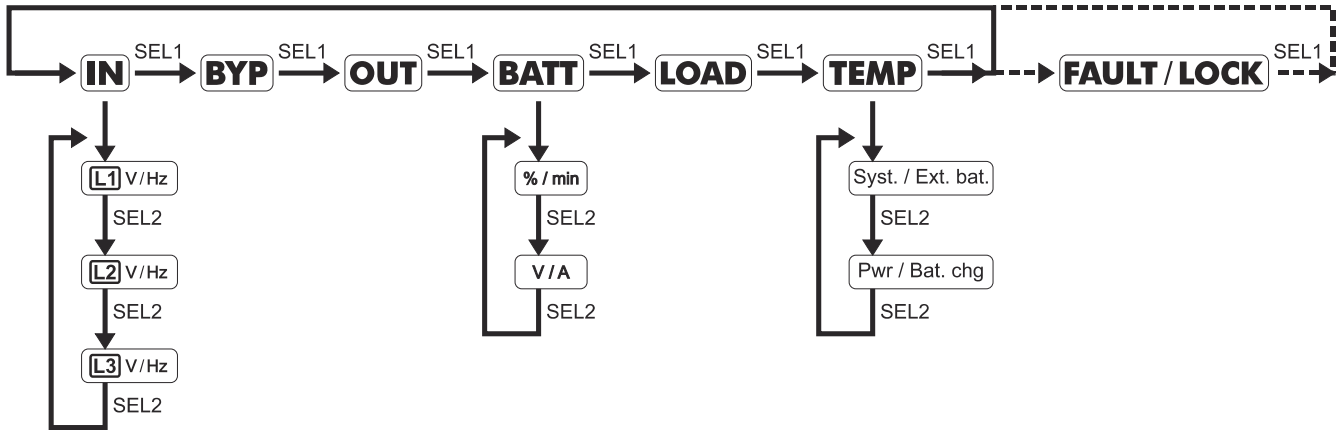 IN SEL1 BYP SEL1 OUT SEL1 BATT SEL1 LOAD SEL1 TEMP SEL1 FAULT / LOCK SEL1
L1 V/Hz
SEL2
L2 V/Hz
SEL2
L3 V/Hz
SEL2
% / min
SEL2
V / A
SEL2
Syst. / Ext. bat.
SEL2
Pwr / Bat. chg
SEL2